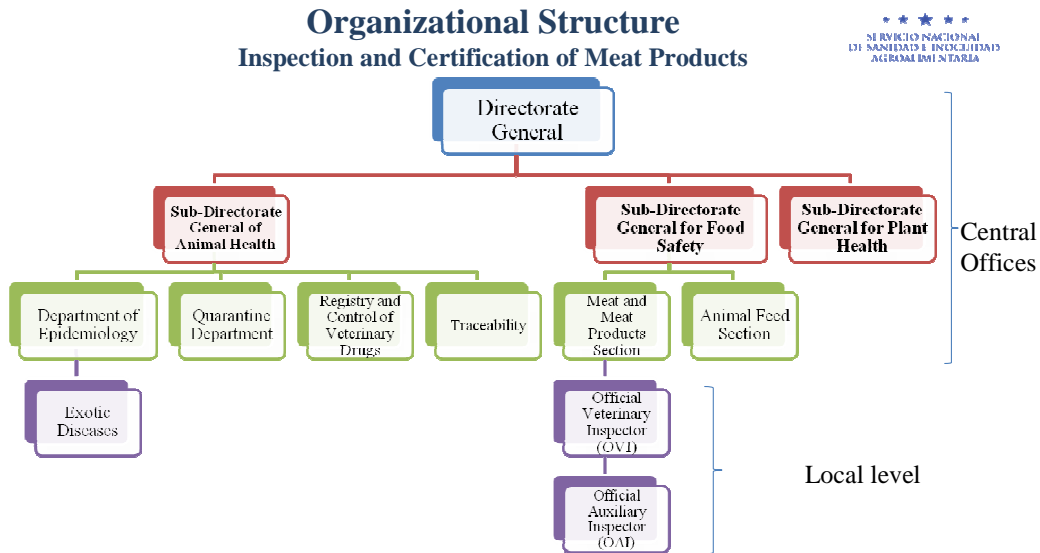 Organizational Structure
Inspection and Certification of Meat Products
SERVICIO NACIONAL
DE SANIDAD E INOCUIDAD
AGROALIMENTARIA
Directorate
General
Sub-Directorate
General of
Animal Health
Sub-Directorate
General for Food
Safety
Sub-Directorate
General for Plant
Health
Central
Offices
Department of
Epidemiology
Quarantine
Department
Registry and
Control of
Veterinary
Drugs
Traceability
Meat and
Meat
Products
Section
Animal Feed
Section
Exotic
Diseases
Official
Veterinary
Inspector
(OVI)
Local level
Official
Auxiliary
Inspector
(OAI)